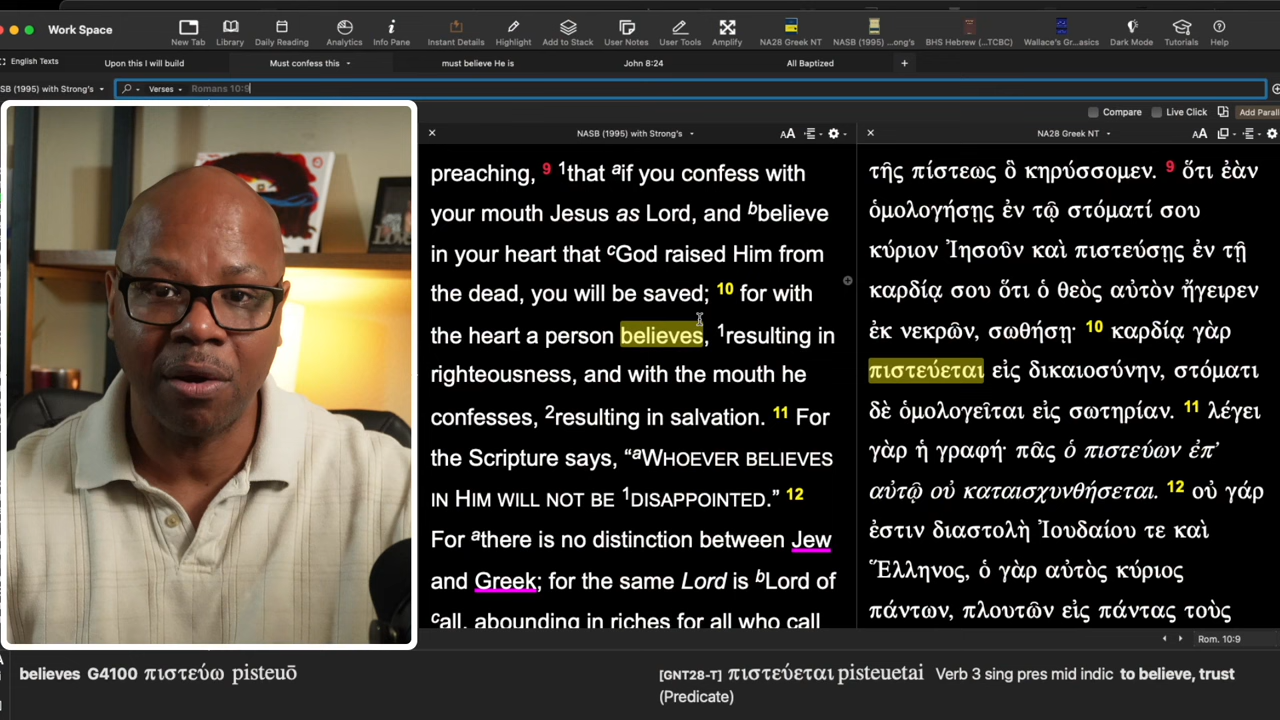 Work Space
New Tab
Library
Daily Reading
Analytics
Info Pane
Instant Details
Highlight
Add to Stack
User Notes
User Tools
Amplify
NA28 Greek NT
NASB (1995) ...ong's
BHS Hebrew (...TCBC)
Wallace's Gr...asics
Dark Mode
Tutorials
Help
English Texts
Upon this I will build
Must confess this
must believe He is
John 8:24
All Baptized
SB (1995) with Strong's
Verses
Romans 10:9
Compare
Live Click
Add Parall
NASB (1995) with Strong's
AA
preaching, 9 1that aif you confess with
your mouth Jesus as Lord, and bbelieve
in your heart that cGod raised Him from
the dead, you will be saved; 10 for with
the heart a person believes, 1resulting in
righteousness, and with the mouth he
confesses, 2resulting in salvation. 11 For
the Scripture says, “aWHOEVER BELIEVES
IN HIM WILL NOT BE 1DISAPPOINTED.” 12
For athere is no distinction between Jew
and Greek; for the same Lord is bLord of
call, abounding in riches for all who call
NA28 Greek NT
AA
τῆς πίστεως ὃ κηρύσσομεν. 9 ὅτι ἐὰν
ὁμολογήσῃς ἐν τῷ στόματί σου
κύριον Ἰησοῦν καὶ πιστεύσῃς ἐν τῇ
καρδίᾳ σου ὅτι ὁ θεὸς αὐτὸν ἤγειρεν
ἐκ νεκρῶν, σωθήσῃ· 10 καρδίᾳ γὰρ
πιστεύεται εἰς δικαιοσύνην, στόματι
δὲ ὁμολογεῖται εἰς σωτηρίαν. 11 λέγει
γὰρ ἡ γραφή· πᾶς ὁ πιστεύων ἐπ’
αὐτῷ οὐ καταισχυνθήσεται. 12 οὐ γάρ
ἐστιν διαστολὴ Ἰουδαίου τε καὶ
Ἕλληνος, ὁ γὰρ αὐτὸς κύριος
πάντων, πλουτῶν εἰς πάντας τοὺς
Rom. 10:9
believes G4100 πιστεύω pisteuō
[GNT28-T] πιστεύεται pisteuetai Verb 3 sing pres mid indic to believe, trust
(Predicate)